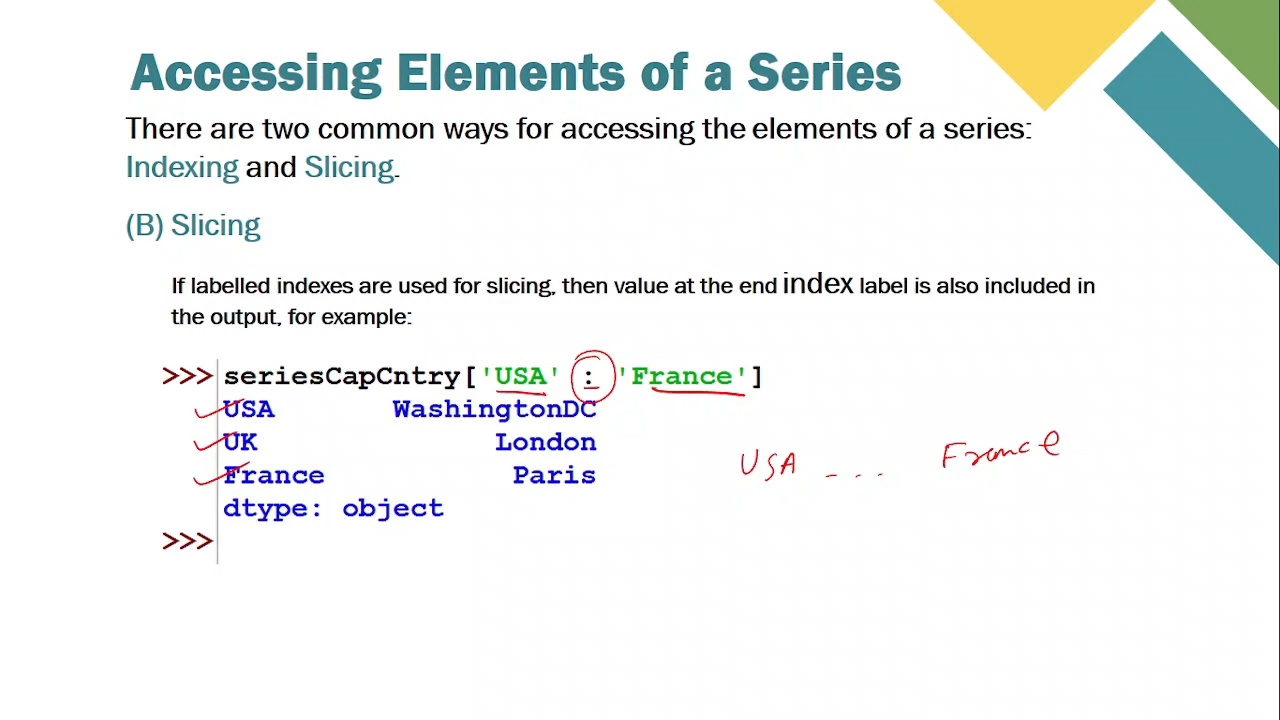 Accessing Elements of a Series
There are two common ways for accessing the elements of a series:
Indexing and Slicing.
(B) Slicing
If labelled indexes are used for slicing, then value at the end index label is also included in
the output, for example:
>>> seriesCapCntry['USA' : 'France']
USA WashingtonDC
UK London
France Paris
dtype: object
>>>
USA ... France